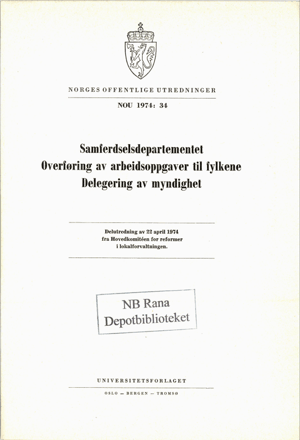 NORGES OFFENTLIGE UTREDNINGER
NOU 1974: 34
Samferdselsdepartementet
Overføring av arbeidsoppgaver til fylkene
Delegering av myndighet
Delutredning av 22 april 1974
fra Hovedkomitéen for reformer
i lokalforvaltningen.
NB Rana
Depotbiblioteket
UNIVERSITETSFORLAGET
OSLO — BERGEN — TROMSØ